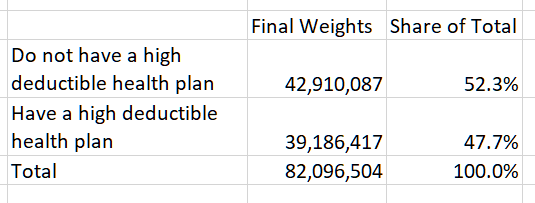 Final Weights Share of Total
Do not have a high
deductible health plan 42,910,087 52.3%
Have a high deductible
health plan 39,186,417 47.7%
Total 82,096,504 100.0%